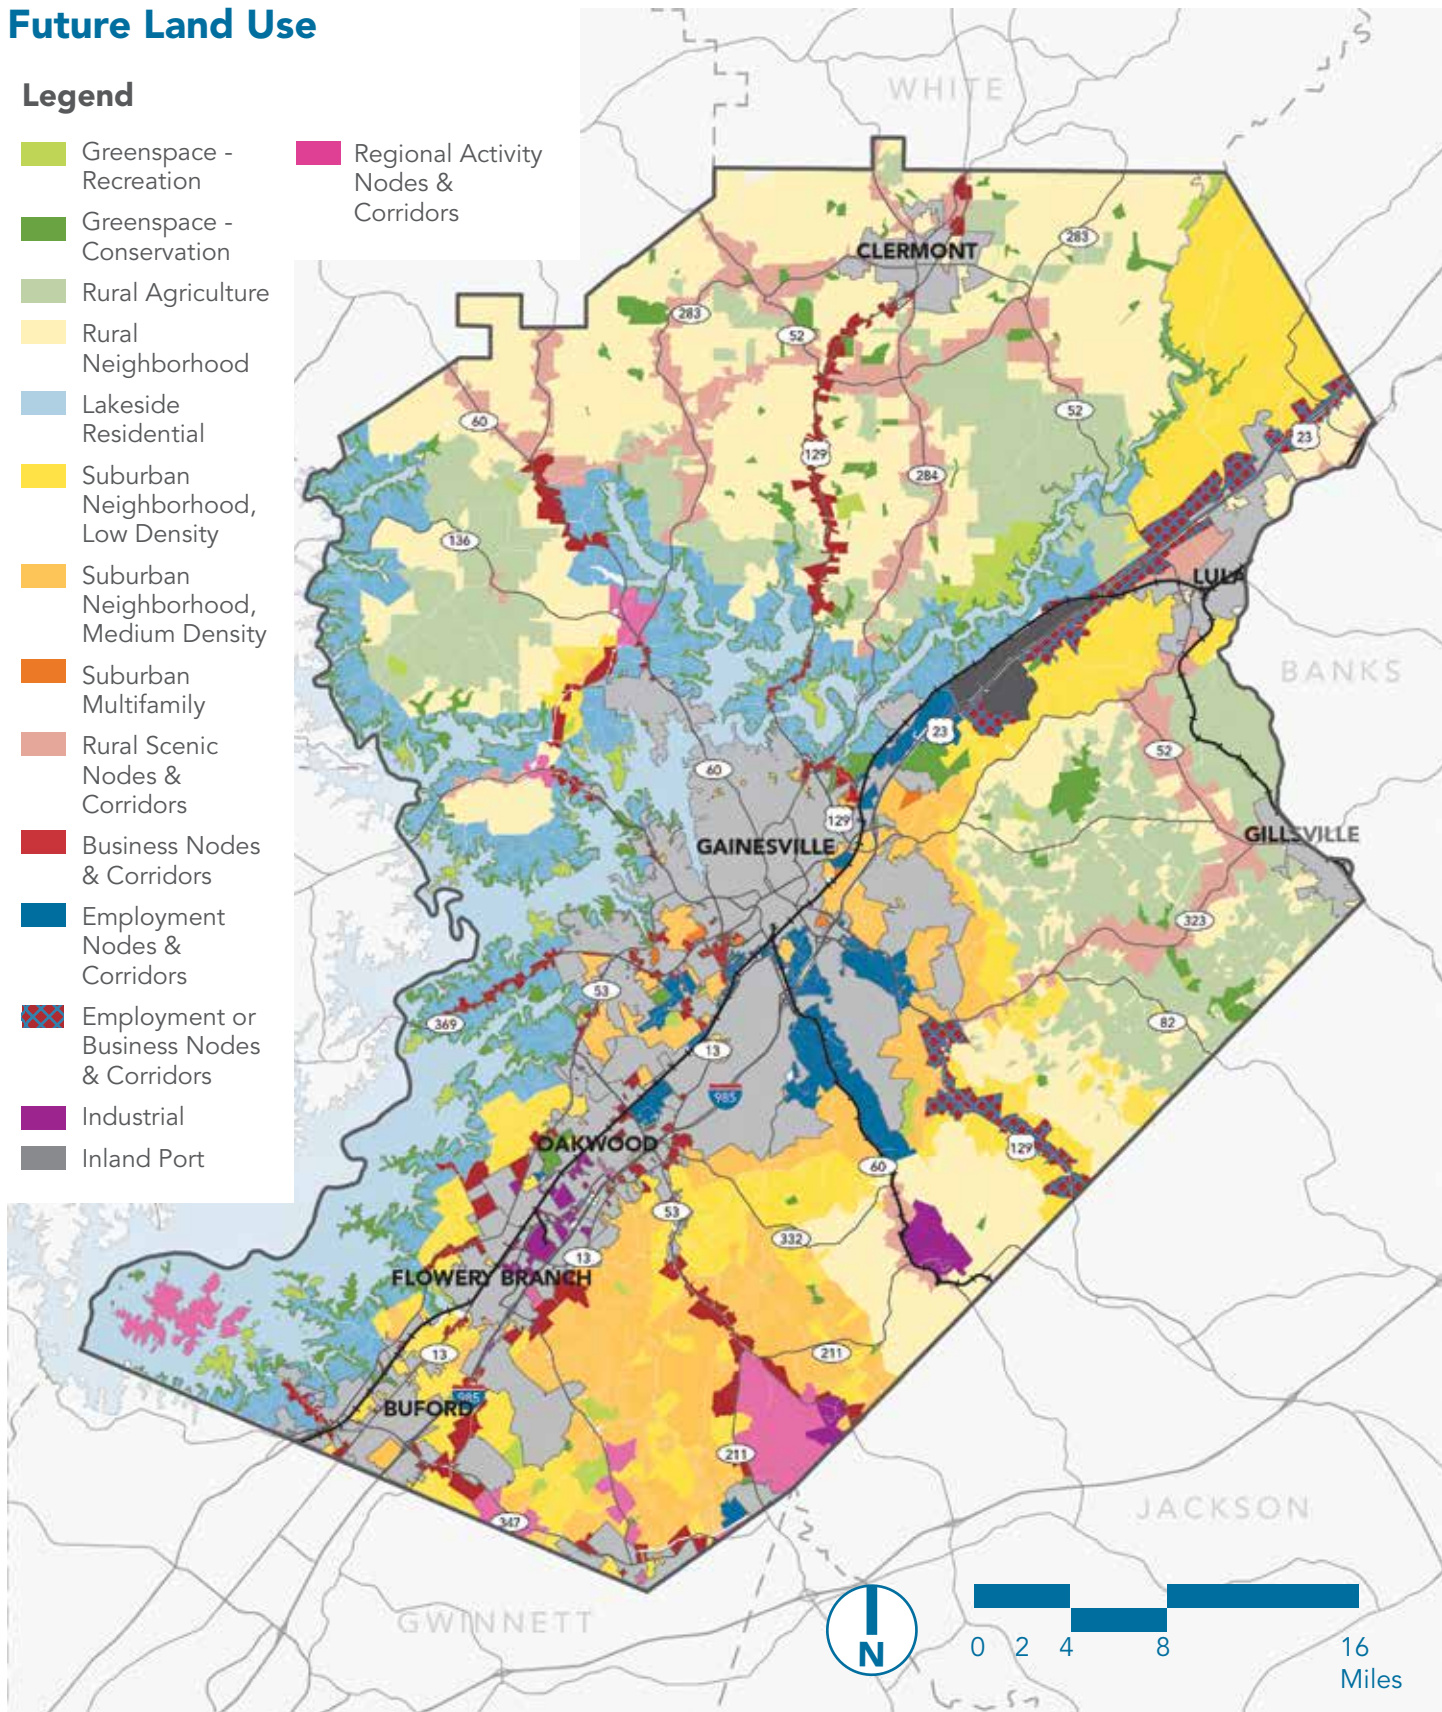 Future Land Use
Legend
Greenspace -
Recreation
Greenspace -
Conservation
Rural Agriculture
Rural
Neighborhood
Lakeside
Residential
Suburban
Neighborhood,
Low Density
Suburban
Neighborhood,
Medium Density
Suburban
Multifamily
Rural Scenic
Nodes &
Corridors
Business Nodes
& Corridors
Employment
Nodes &
Corridors
Employment or
Business Nodes
& Corridors
Industrial
Inland Port
Regional Activity
Nodes &
Corridors
WHITE
283
CLERMONT
283
52
60
52
23
129
284
136
LULA
BANKS
23
52
60
129
GAINESVILLE
GILLSVILLE
323
53
369
82
13
985
OAKWOOD
129
60
53
332
13
FLOWERY BRANCH
13
211
985
BUFORD
211
347
JACKSON
GWINNETT
N
0 2 4 8 16
Miles